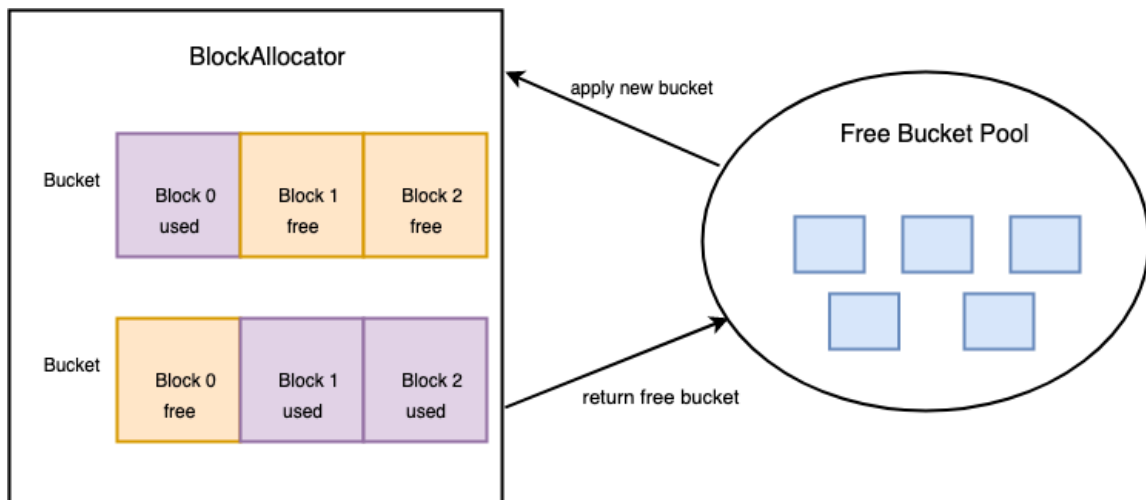 BlockAllocator
apply new bucket
Free Bucket Pool
Bucket
Block 0
used
Block 1
free
Block 2
free
Bucket
Block 0
free
Block 1
used
Block 2
used
return free bucket